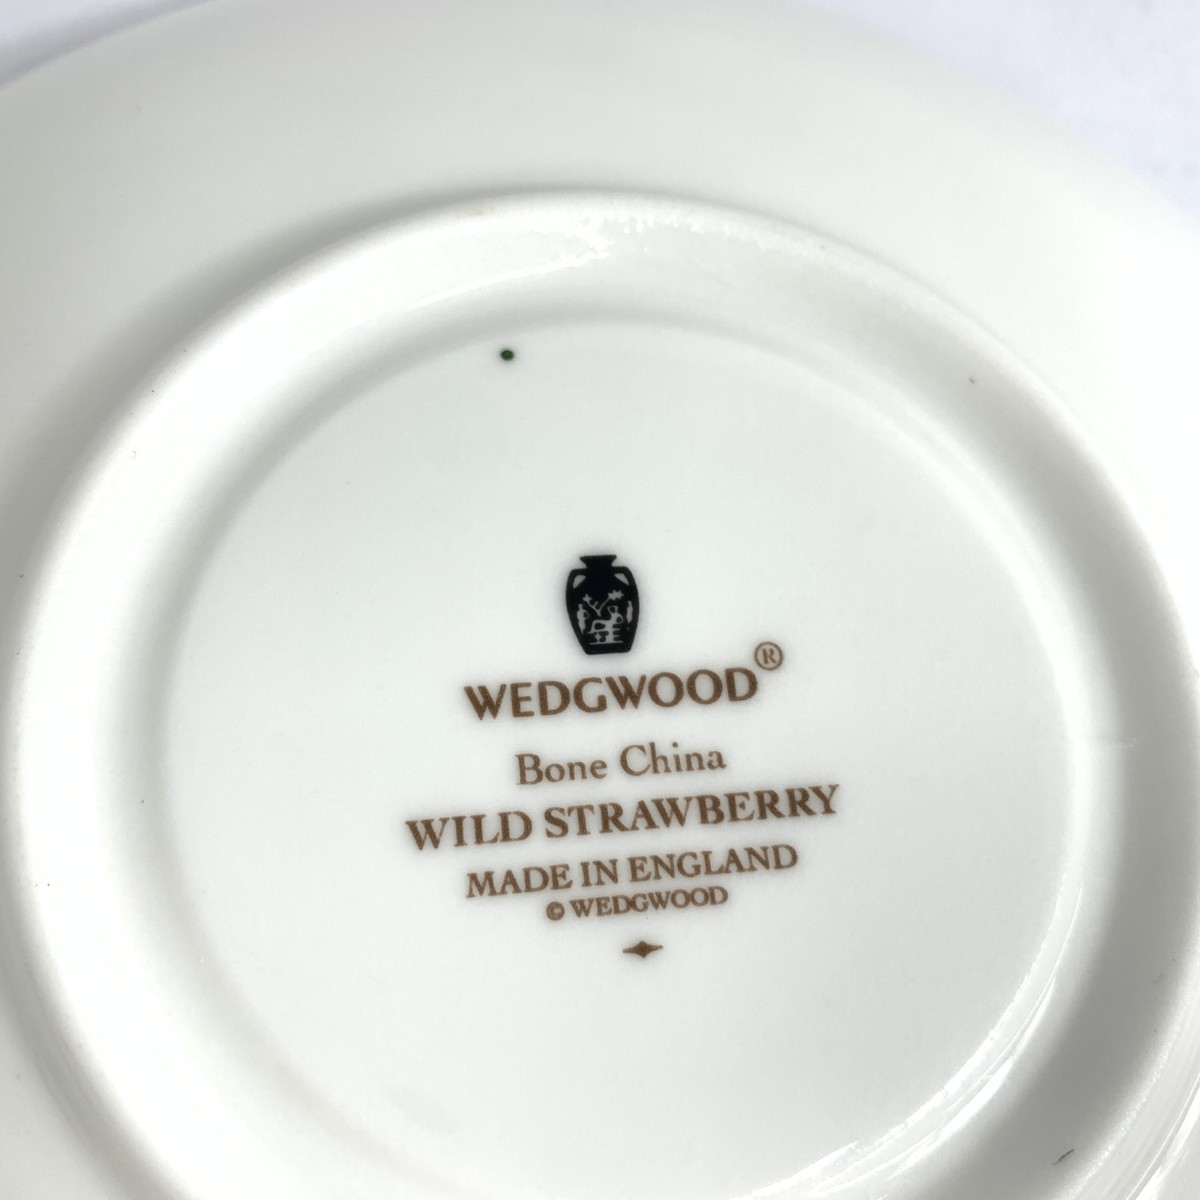 WEDGWOOD®
Bone China
WILD STRAWBERRY
MADE IN ENGLAND
© WEDGWOOD